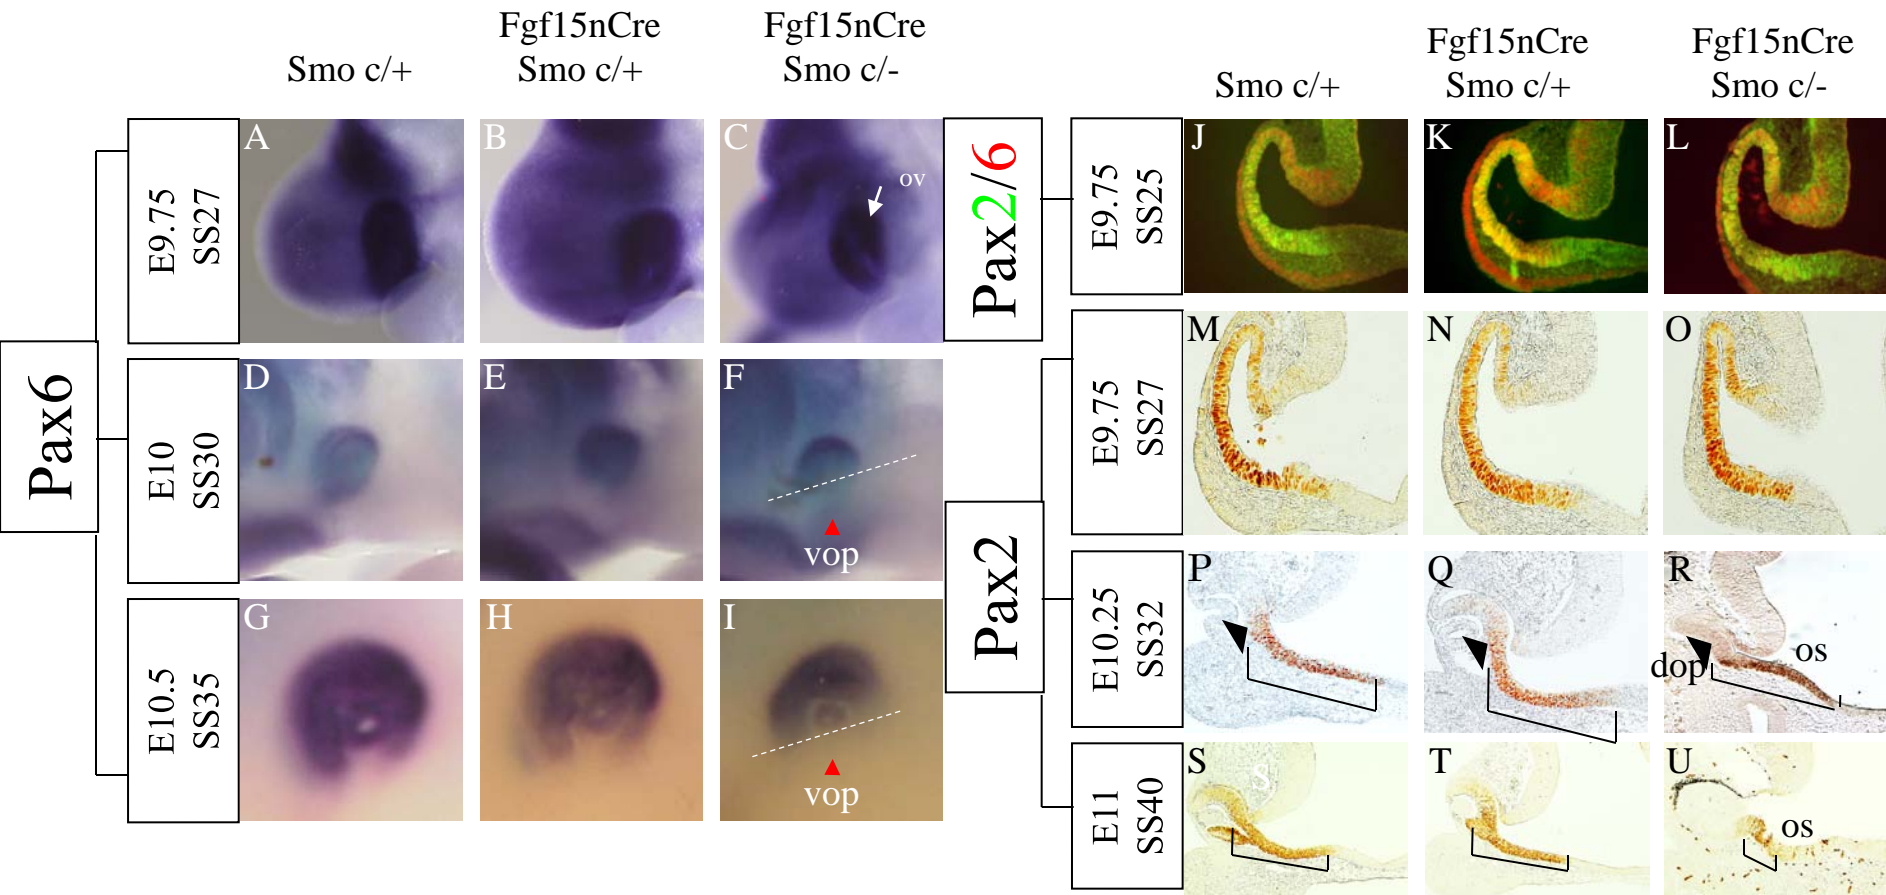 Smo c/+
Fgf15nCre
Smo c/+
Fgf15nCre
Smo c/-
Smo c/+
Fgf15nCre
Smo c/+
Fgf15nCre
Smo c/-
Pax6
E9.75
SS27
A
B
C
ov
E10
SS30
D
E
F
vop
E10.5
SS35
G
H
I
vop
Pax2/6
E9.75
SS25
J
K
L
Pax2
E9.75
SS27
M
N
O
E10.25
SS32
P
Q
R
dop
os
E11
SS40
S
S
T
U
os